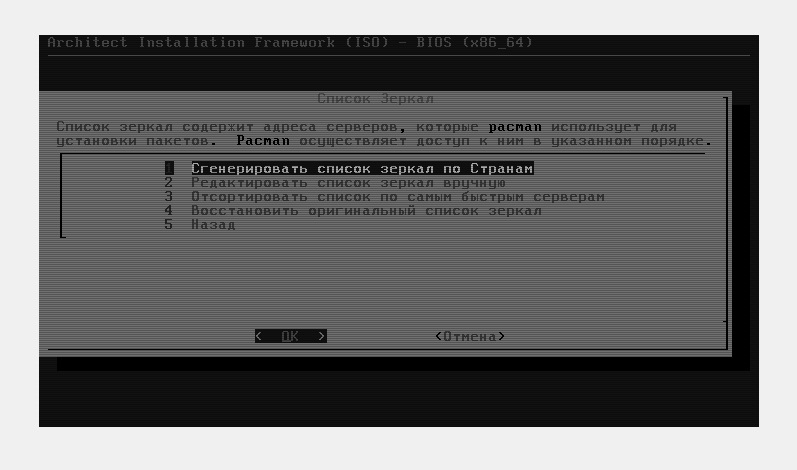 Architect Installation Framework (ISO) - BIOS (x86_64)
Список Зеркал
Список зеркал содержит адреса серверов, которые pacman использует для
установки пакетов.  Pacman осуществляет доступ к ним в указанном порядке.
1  Сгенерировать список зеркал по Странам
2  Редактировать список зеркал вручную
3  Отсортировать список по самым быстрым серверам
4  Восстановить оригинальный список зеркал
5  Назад
<  OK  > <Отмена>